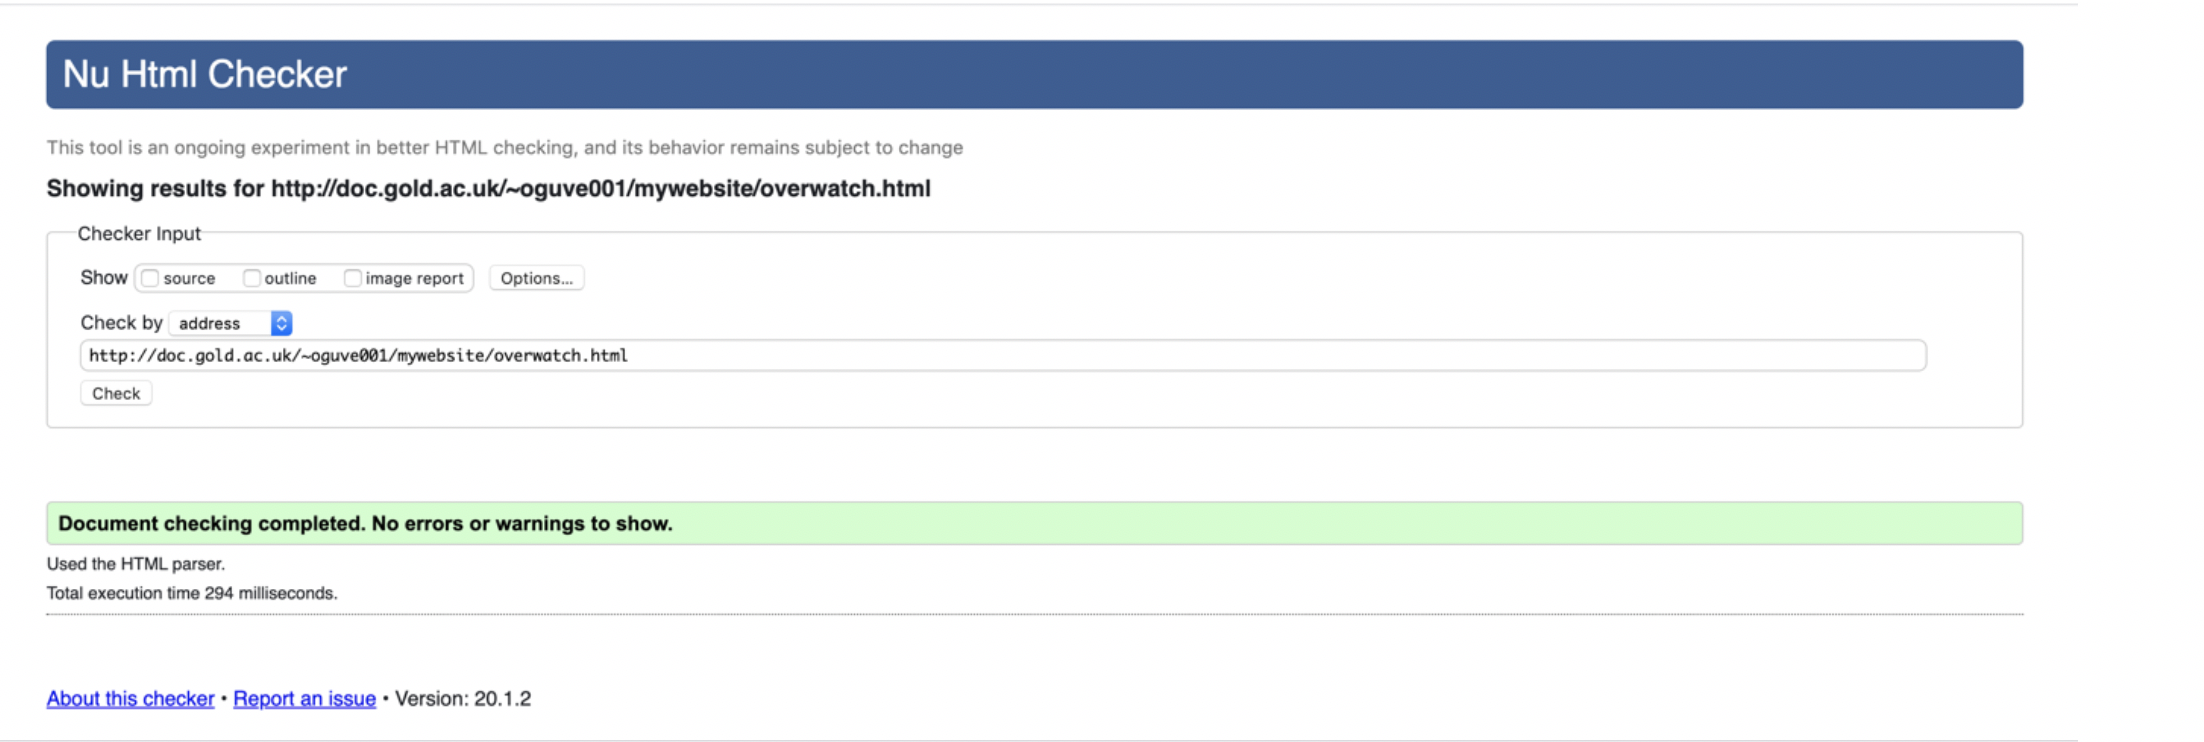 Nu Html Checker
This tool is an ongoing experiment in better HTML checking, and its behavior remains subject to change
Showing results for http://doc.gold.ac.uk/~oguve001/mywebsite/overwatch.html
Checker Input
Show source outline image report Options...
Check by address
http://doc.gold.ac.uk/~oguve001/mywebsite/overwatch.html
Check
Document checking completed. No errors or warnings to show.
Used the HTML parser.
Total execution time 294 milliseconds.
About this checker • Report an issue • Version: 20.1.2